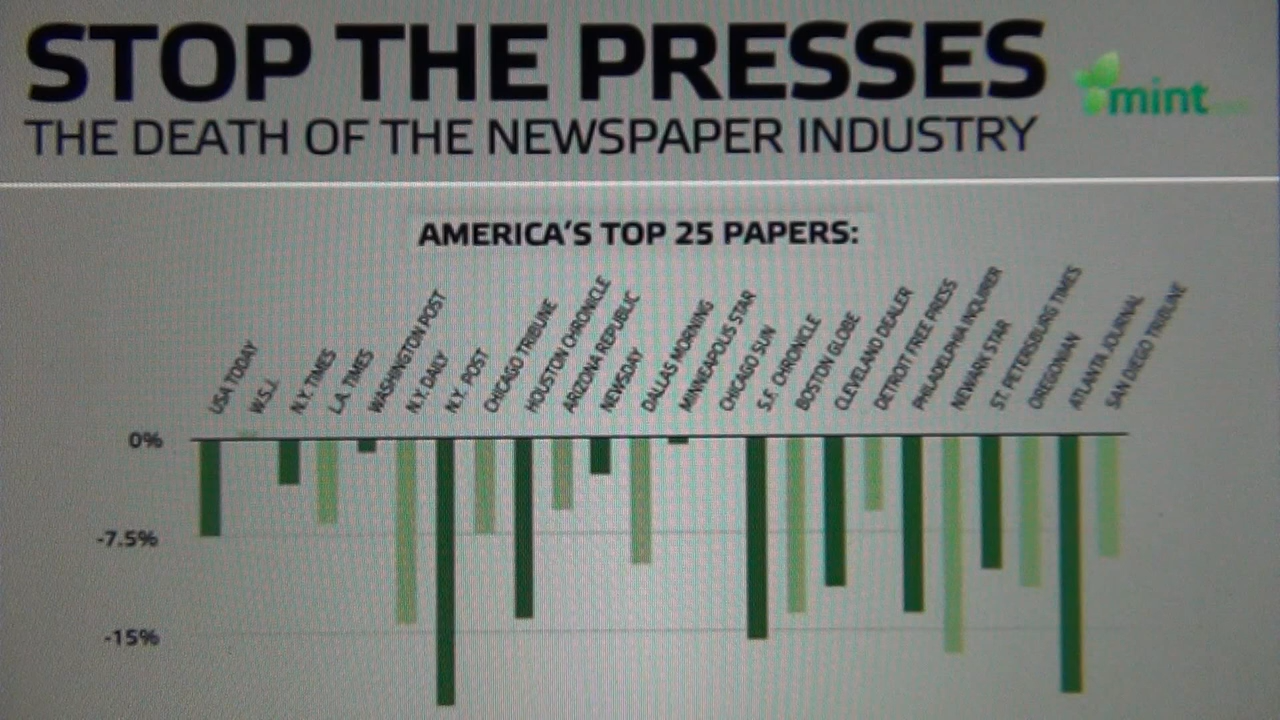 STOP THE PRESSES
mint
THE DEATH OF THE NEWSPAPER INDUSTRY
AMERICA'S TOP 25 PAPERS:
USA TODAY
W.S.J.
N.Y. TIMES
L.A. TIMES
WASHINGTON POST
N.Y. DAILY
N.Y. POST
CHICAGO TRIBUNE
HOUSTON CHRONICLE
ARIZONA REPUBLIC
NEWSDAY
DALLAS MORNING
MINNEAPOLIS STAR
CHICAGO SUN
S.F. CHRONICLE
BOSTON GLOBE
CLEVELAND DEALER
DETROIT FREE PRESS
PHILADELPHIA INQUIRER
NEWARK STAR
ST. PETERSBURG TIMES
OREGONIAN
ATLANTA JOURNAL
SAN DIEGO TRIBUNE
0%
-7.5%
-15%